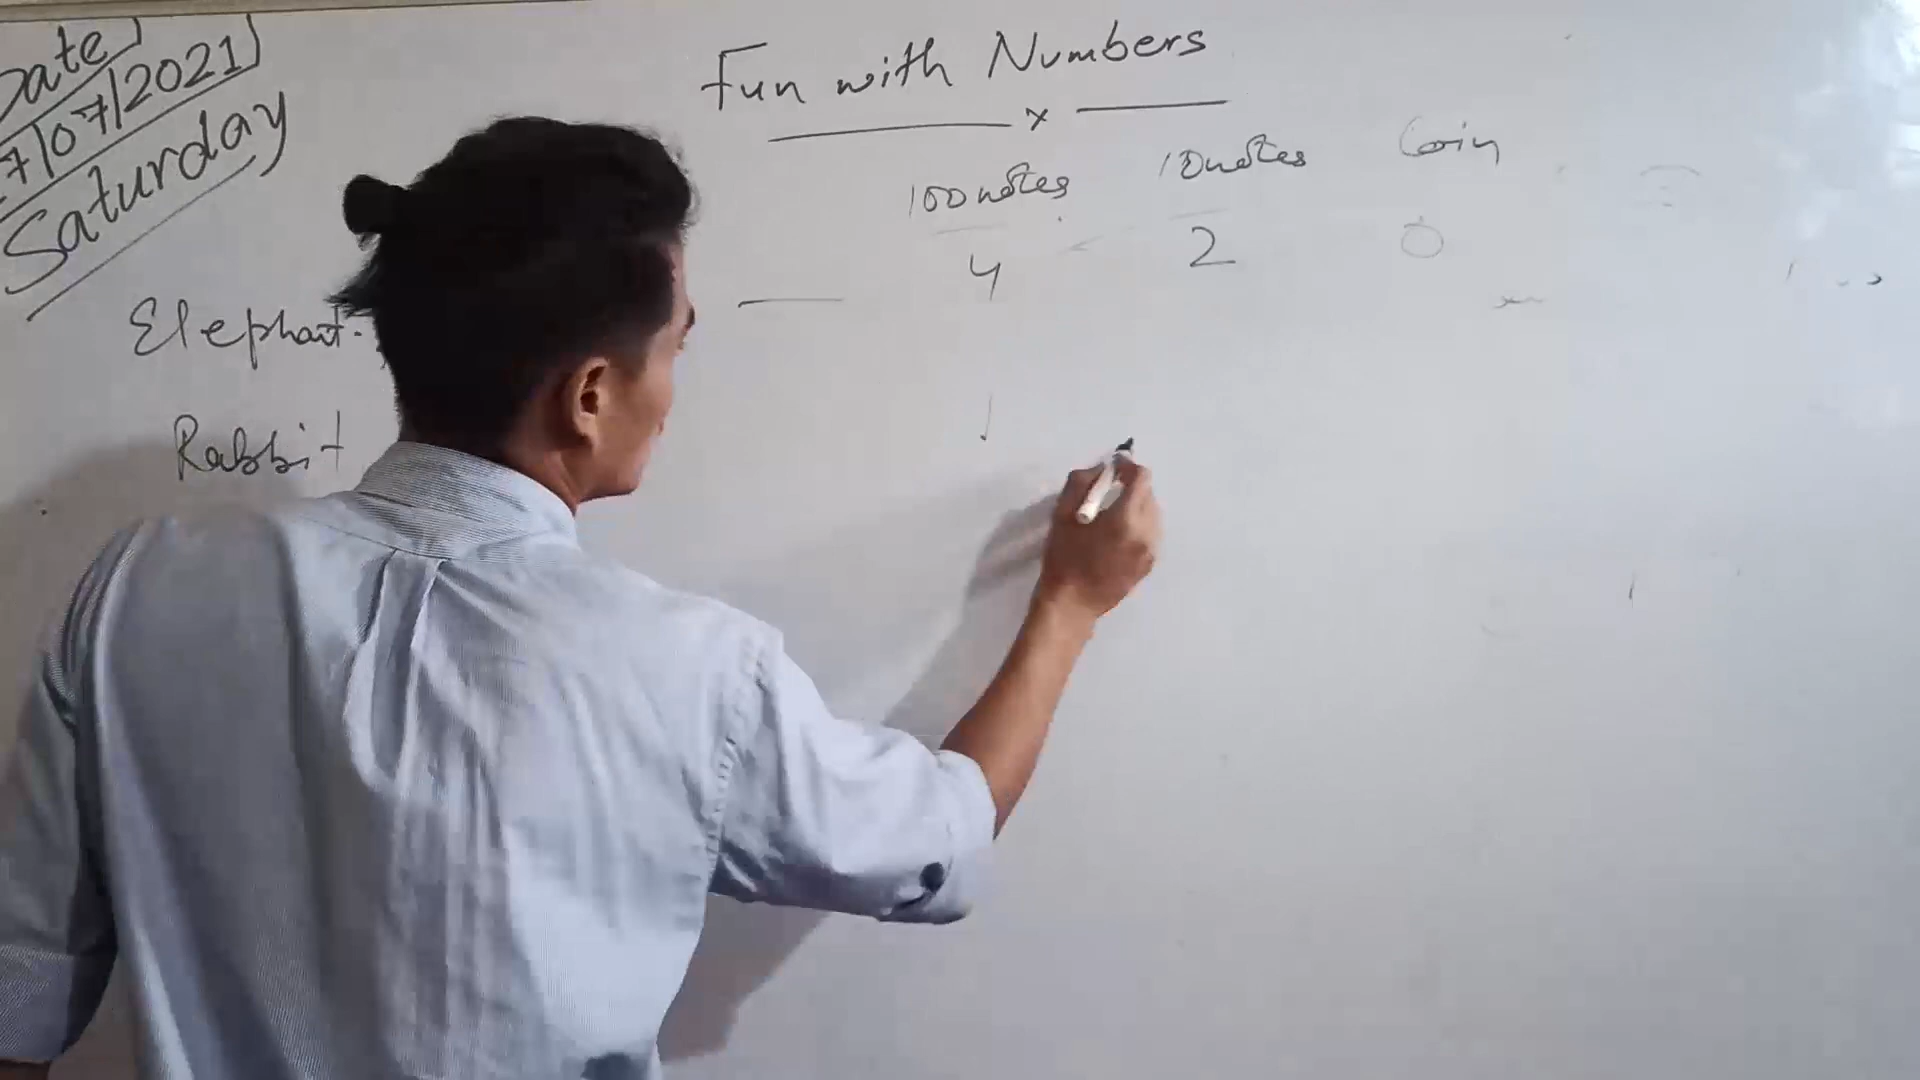 Date
7/07/2021
Saturday
Fun with Numbers
x
100 notes 10 notes Coin
Elephant. — 4 2 0
Rabbit